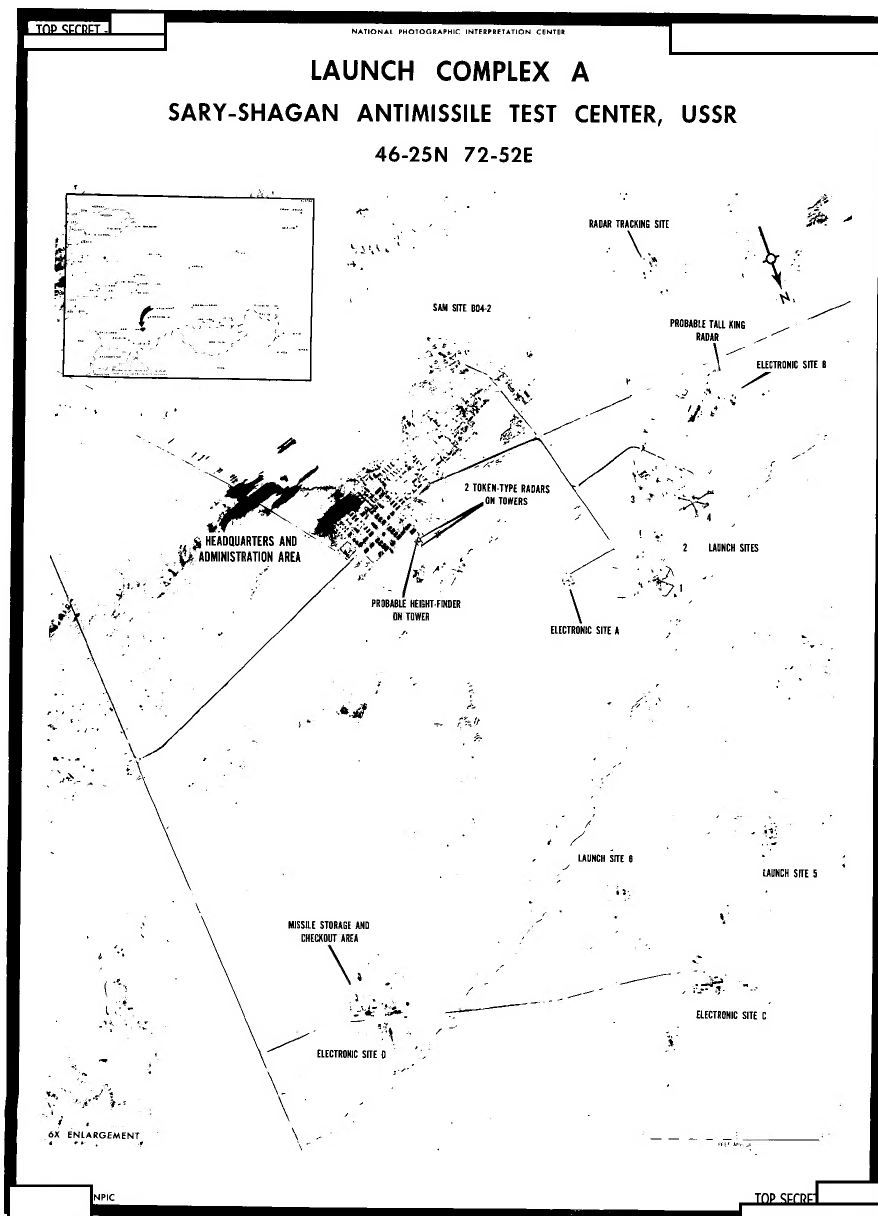 TOP SECRET -
NATIONAL PHOTOGRAPHIC INTERPRETATION CENTER
LAUNCH COMPLEX A
SARY-SHAGAN ANTIMISSILE TEST CENTER, USSR
46-25N 72-52E
RADAR TRACKING SITE
N
SAM SITE B04-2
PROBABLE TALL KING
RADAR
ELECTRONIC SITE B
2 TOKEN-TYPE RADARS
ON TOWERS
3
4
HEADQUARTERS AND
ADMINISTRATION AREA
2 LAUNCH SITES
1
PROBABLE HEIGHT-FINDER
ON TOWER
ELECTRONIC SITE A
LAUNCH SITE 6
LAUNCH SITE 5
MISSILE STORAGE AND
CHECKOUT AREA
ELECTRONIC SITE C
ELECTRONIC SITE D
6X ENLARGEMENT
NPIC
TOP SECRET